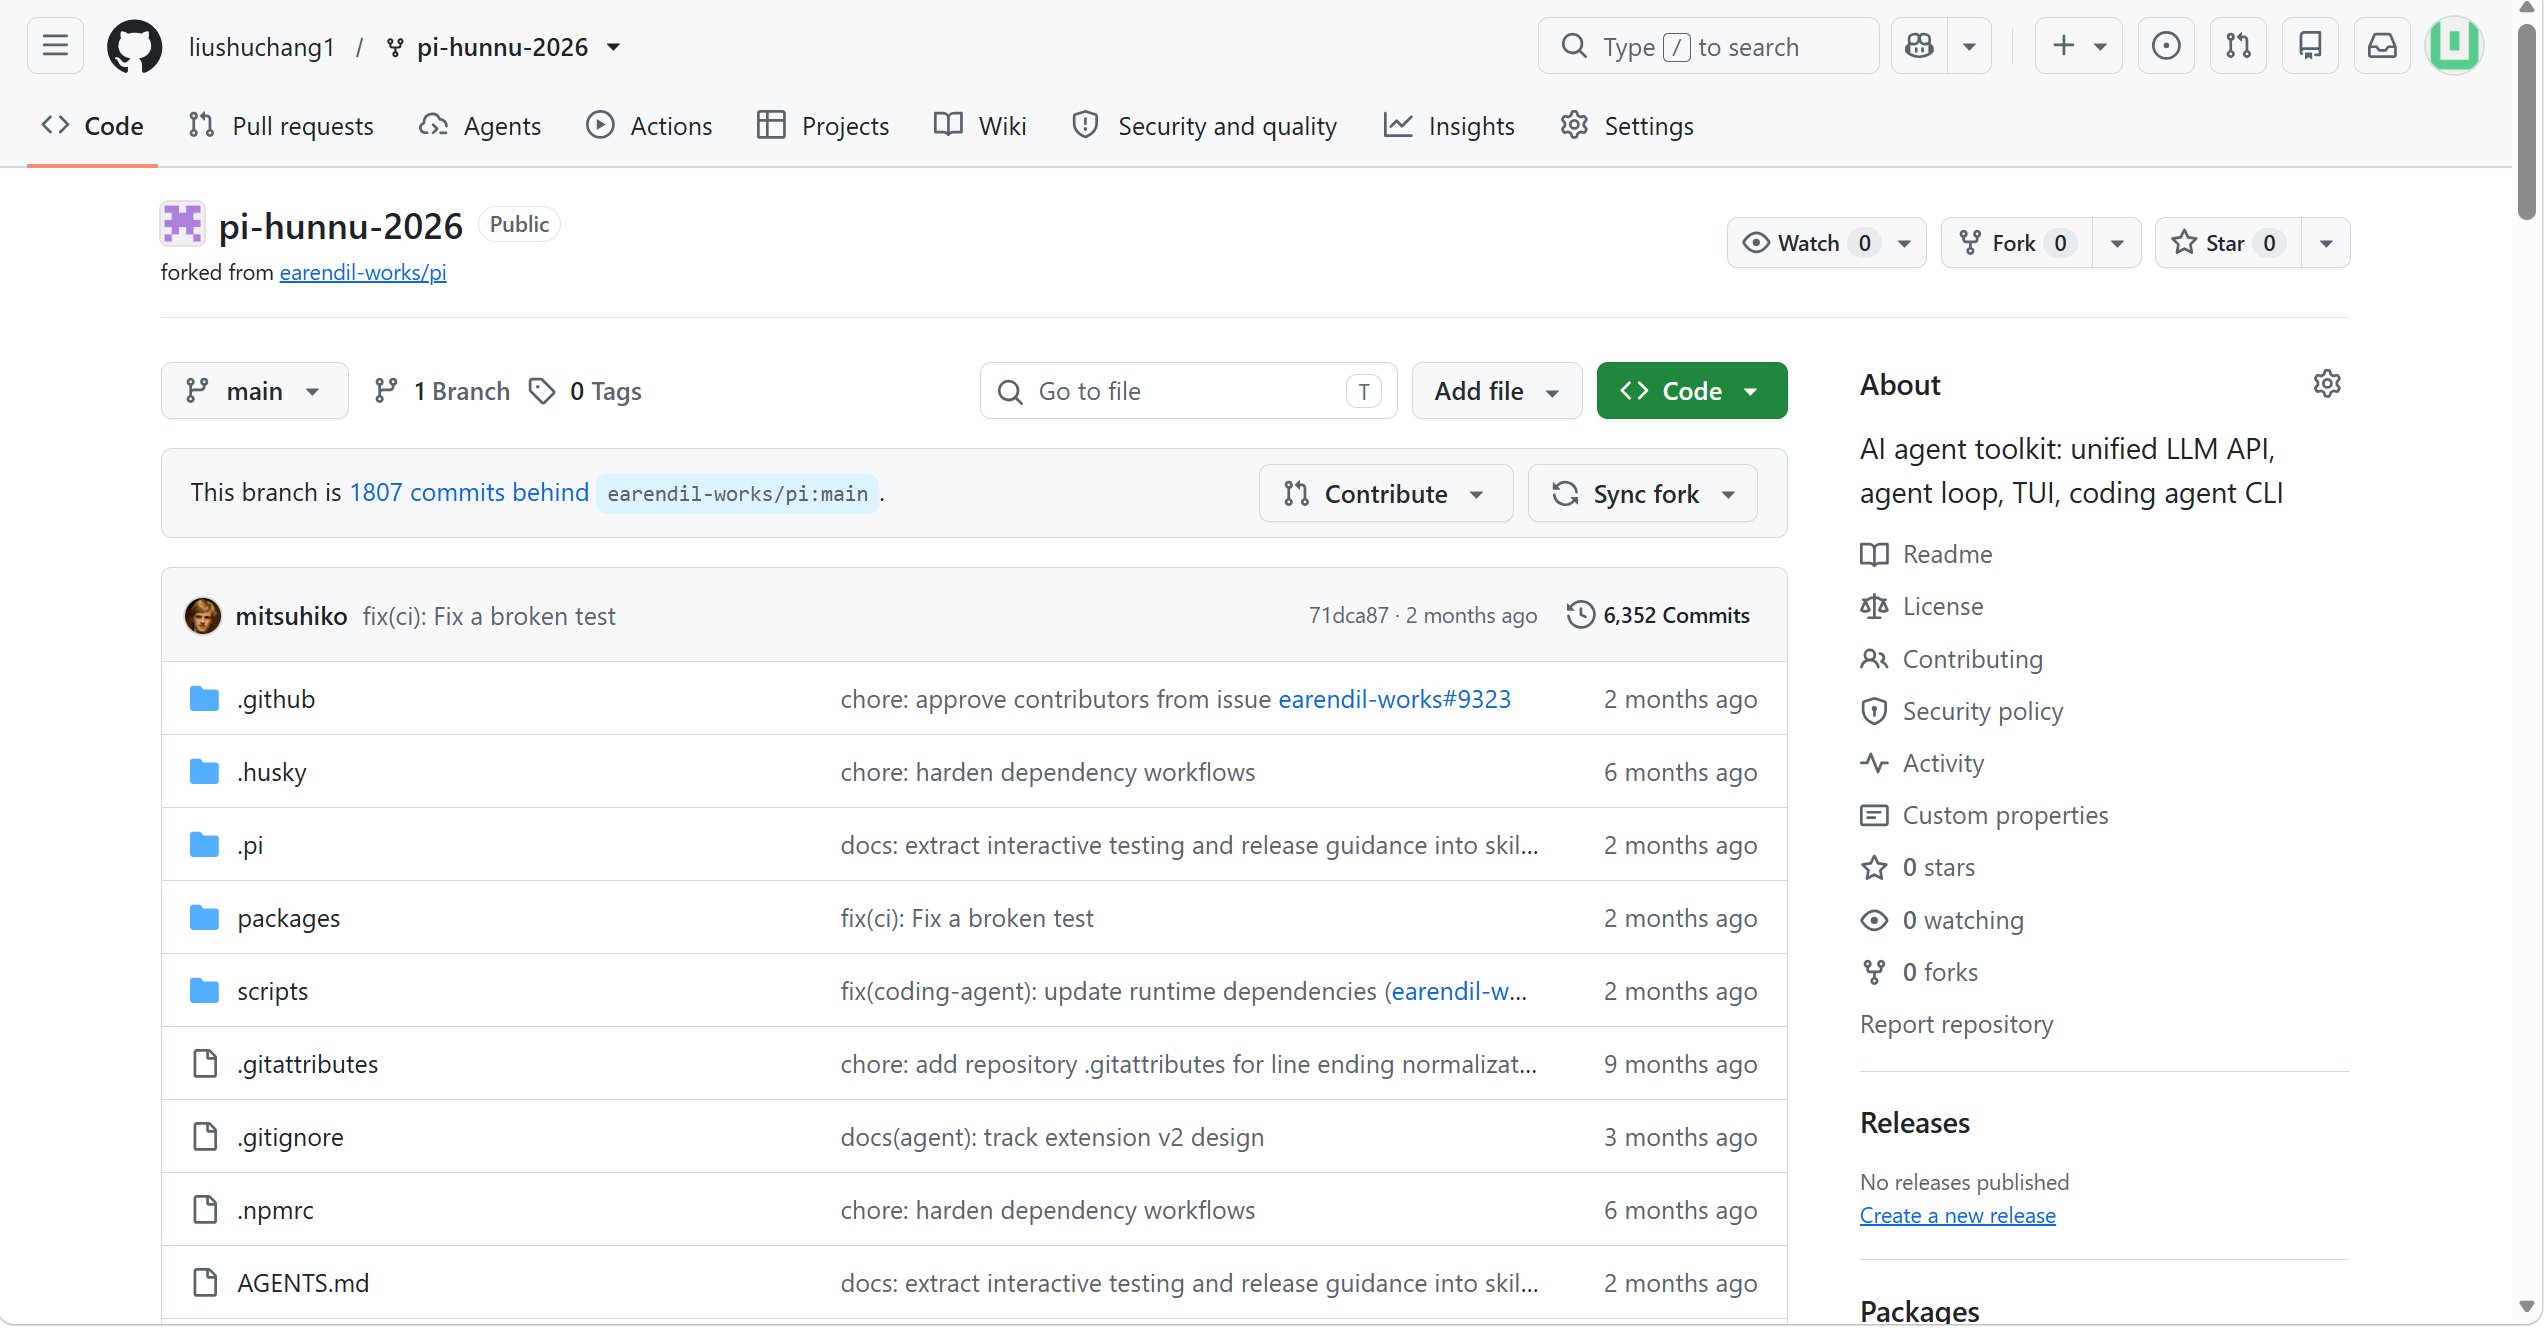 liushuchang1 / pi-hunnu-2026
Type / to search
Code
Pull requests
Agents
Actions
Projects
Wiki
Security and quality
Insights
Settings
pi-hunnu-2026 Public
forked from earendil-works/pi
Watch 0
Fork 0
Star 0
main
1 Branch
0 Tags
Go to file T
Add file
Code
This branch is 1807 commits behind earendil-works/pi:main .
Contribute
Sync fork
mitsuhiko fix(ci): Fix a broken test 71dca87 · 2 months ago 6,352 Commits
.github chore: approve contributors from issue earendil-works#9323 2 months ago
.husky chore: harden dependency workflows 6 months ago
.pi docs: extract interactive testing and release guidance into skil... 2 months ago
packages fix(ci): Fix a broken test 2 months ago
scripts fix(coding-agent): update runtime dependencies (earendil-w... 2 months ago
.gitattributes chore: add repository .gitattributes for line ending normalizat... 9 months ago
.gitignore docs(agent): track extension v2 design 3 months ago
.npmrc chore: harden dependency workflows 6 months ago
AGENTS.md docs: extract interactive testing and release guidance into skil... 2 months ago
About
AI agent toolkit: unified LLM API,
agent loop, TUI, coding agent CLI
Readme
License
Contributing
Security policy
Activity
Custom properties
0 stars
0 watching
0 forks
Report repository
Releases
No releases published
Create a new release
Packages